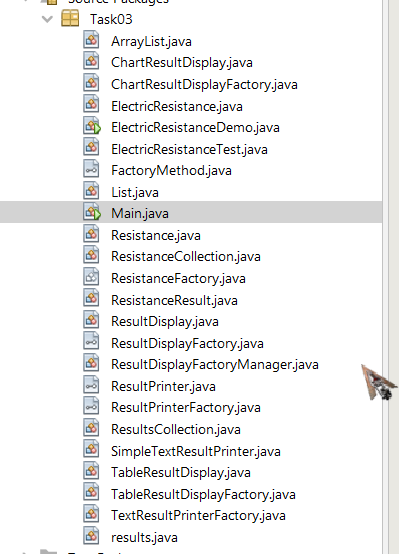 Source Packages
Task03
ArrayList.java
ChartResultDisplay.java
ChartResultDisplayFactory.java
ElectricResistance.java
ElectricResistanceDemo.java
ElectricResistanceTest.java
FactoryMethod.java
List.java
Main.java
Resistance.java
ResistanceCollection.java
ResistanceFactory.java
ResistanceResult.java
ResultDisplay.java
ResultDisplayFactory.java
ResultDisplayFactoryManager.java
ResultPrinter.java
ResultPrinterFactory.java
ResultsCollection.java
SimpleTextResultPrinter.java
TableResultDisplay.java
TableResultDisplayFactory.java
TextResultPrinterFactory.java
results.java